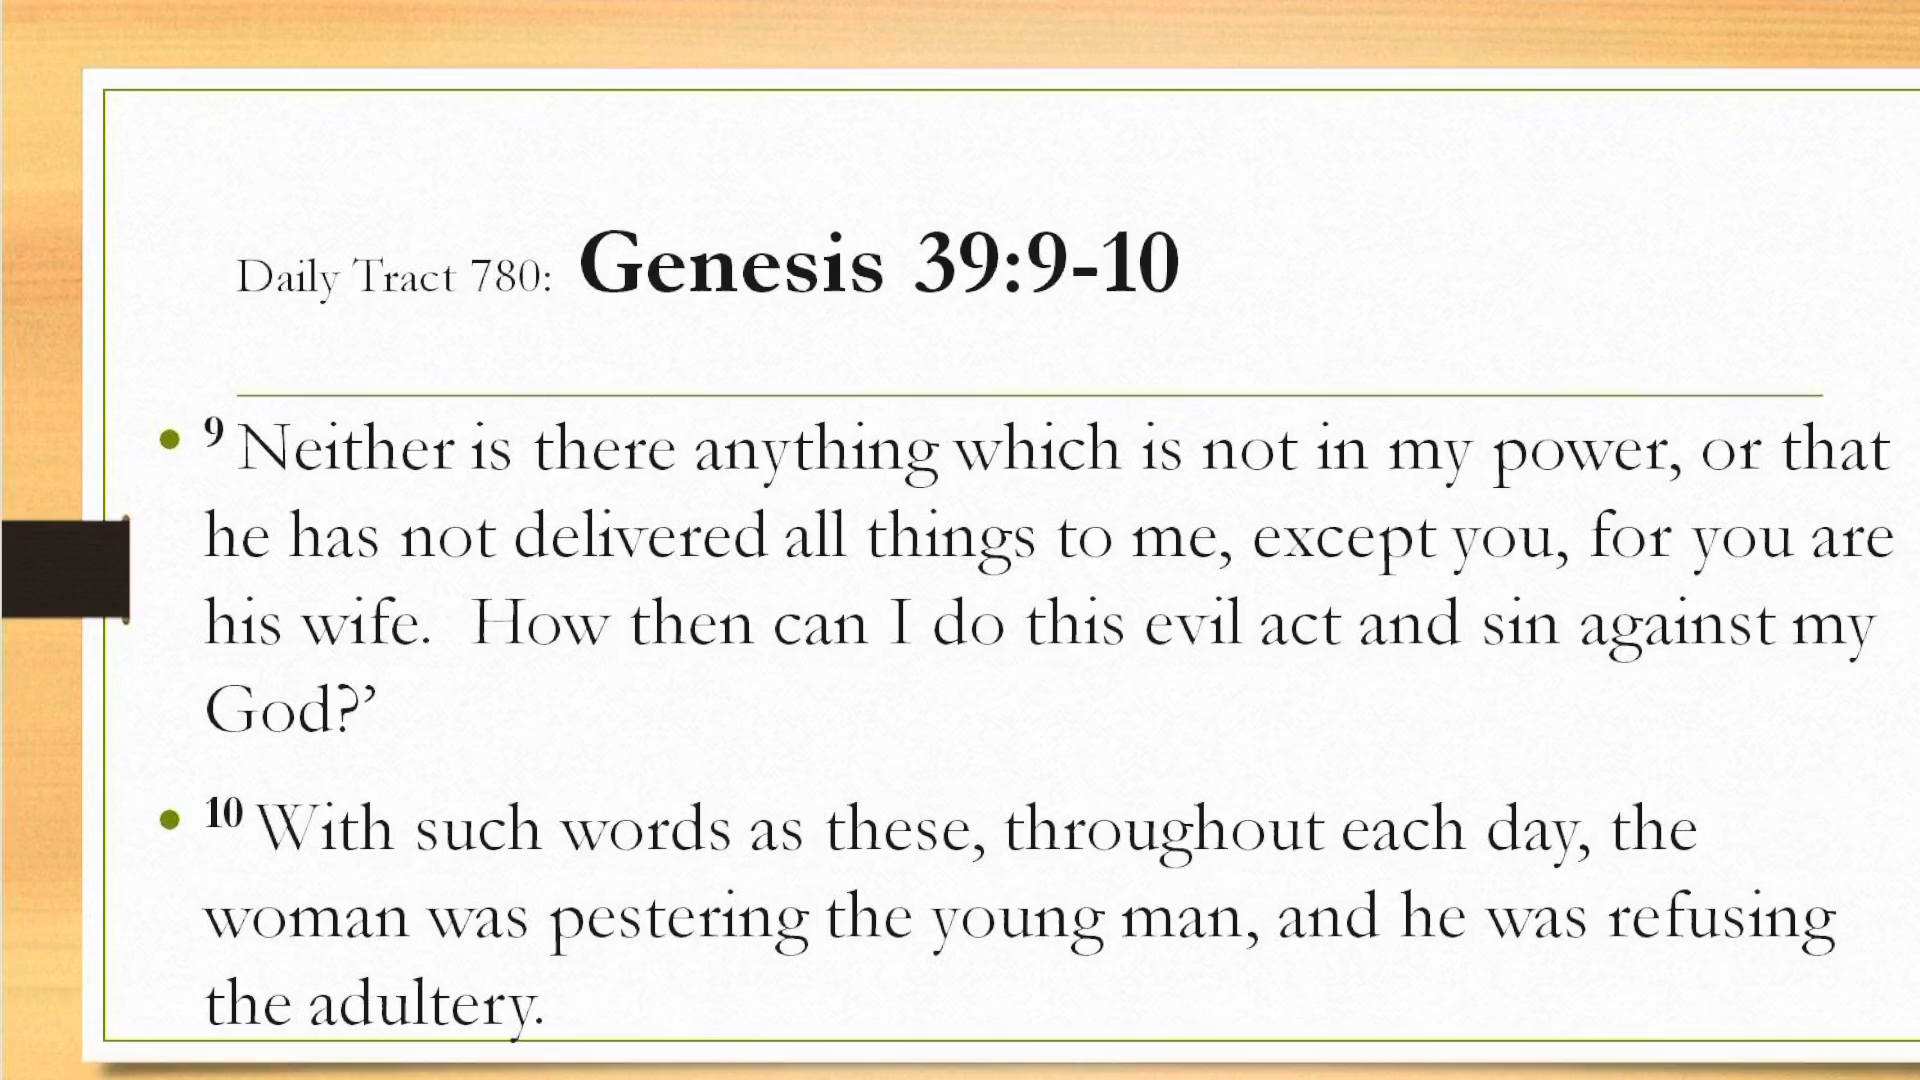 Daily Tract 780: Genesis 39:9-10
• 9 Neither is there anything which is not in my power, or that
he has not delivered all things to me, except you, for you are
his wife.  How then can I do this evil act and sin against my
God?’
• 10 With such words as these, throughout each day, the
woman was pestering the young man, and he was refusing
the adultery.